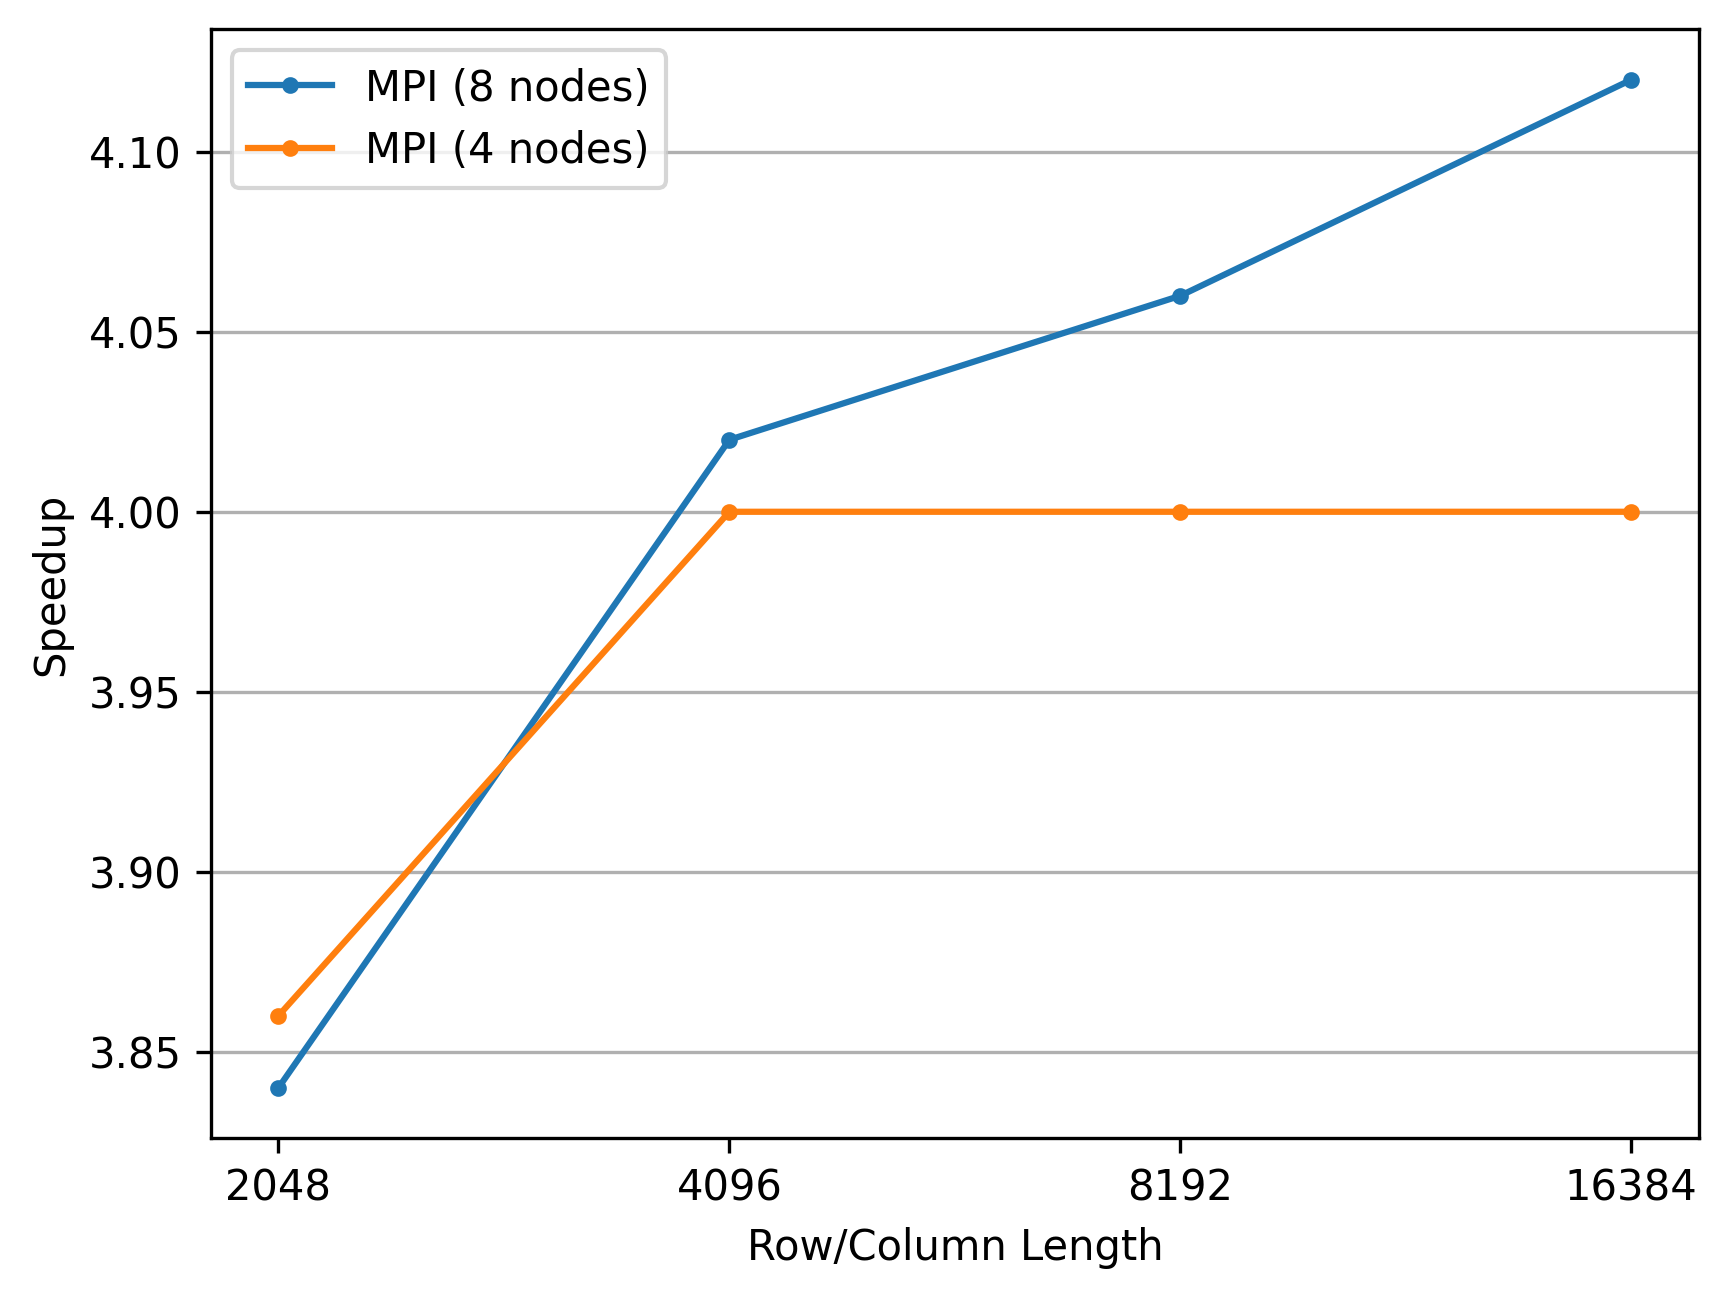 MPI (8 nodes)
MPI (4 nodes)
4.10
4.05
4.00
3.95
3.90
3.85
Speedup
2048 4096 8192 16384
Row/Column Length